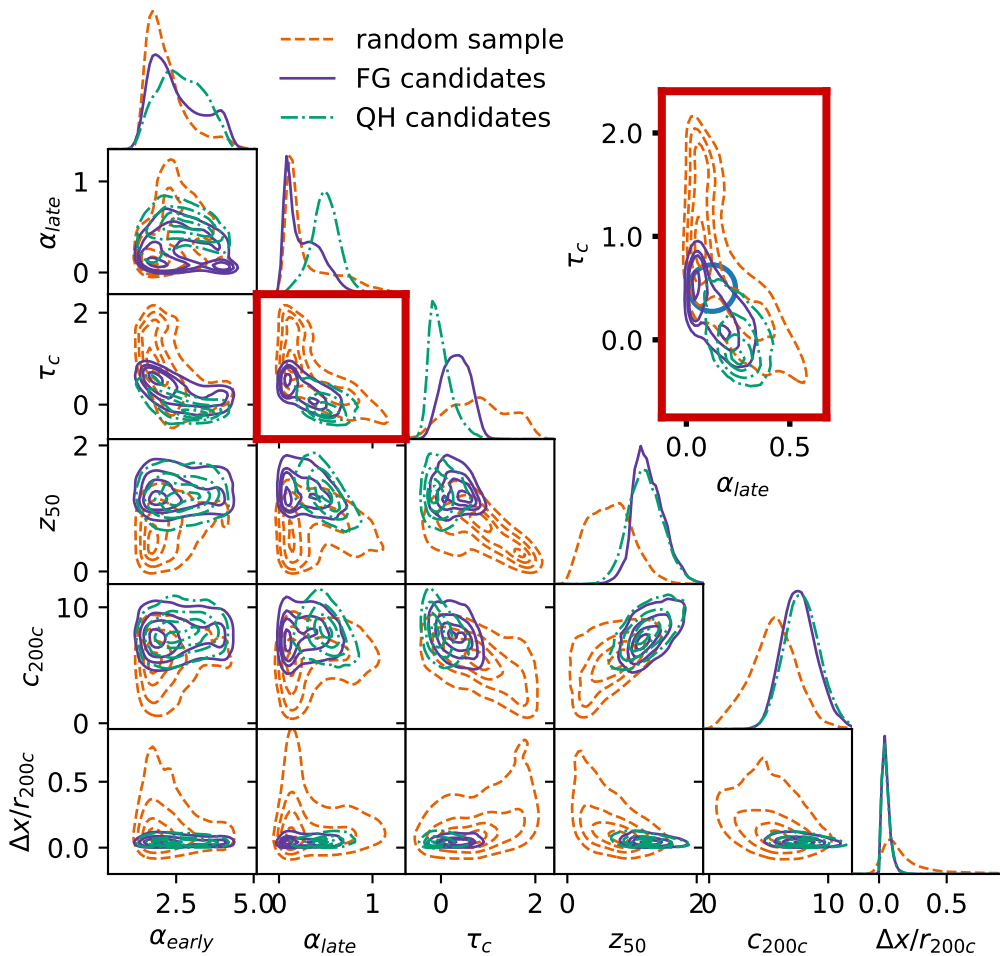 random sample
FG candidates
QH candidates
2.0
1.0
0.0
τc
0.0 0.5
αlate
1
0
αlate
2
0
τc
2
0
z50
10
0
c200c
0.5
0.0
Δx/r200c
2.5 5.0 0 1 0 2 0 2 0 10 0.0 0.5
αearly αlate τc z50 c200c Δx/r200c